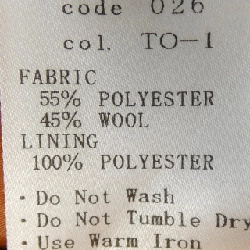 code 026
col. TO-1
FABRIC
55% POLYESTER
45% WOOL
LINING
100% POLYESTER
· Do Not Wash
· Do Not Tumble Dry
· Use Warm Iron